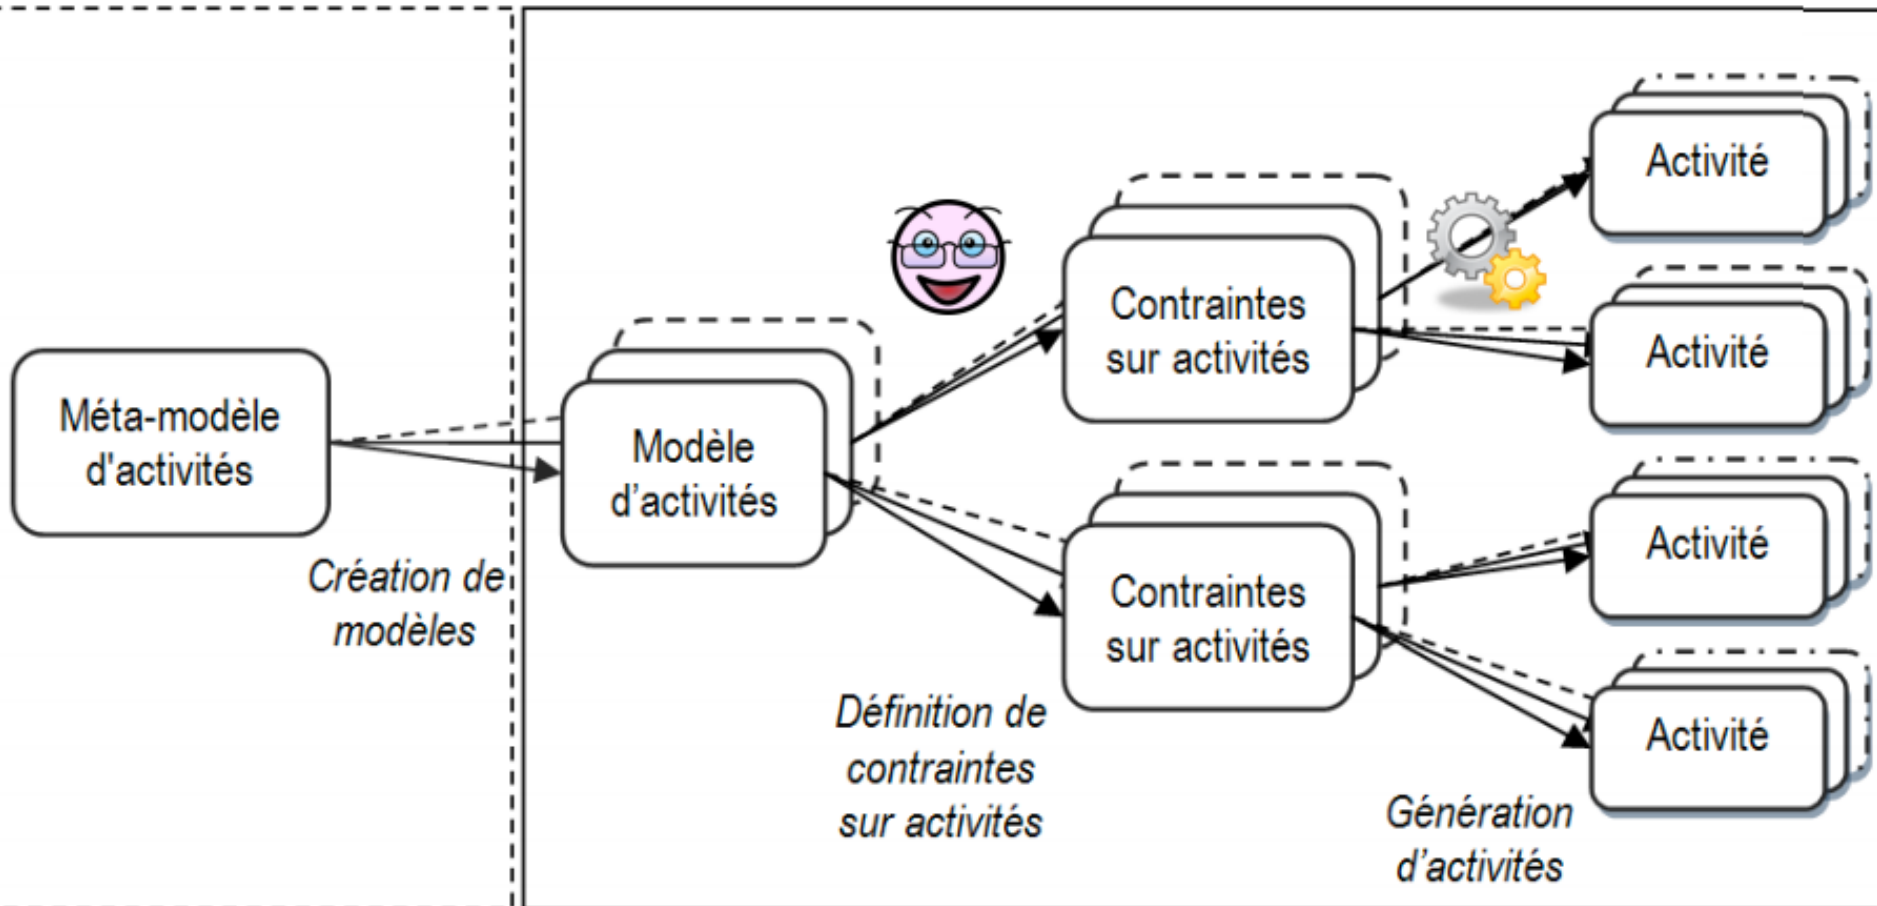 Méta-modèle
d'activités
Création de
modèles
Modèle
d’activités
Définition de
contraintes
sur activités
Contraintes
sur activités
Contraintes
sur activités
Génération
d’activités
Activité
Activité
Activité
Activité